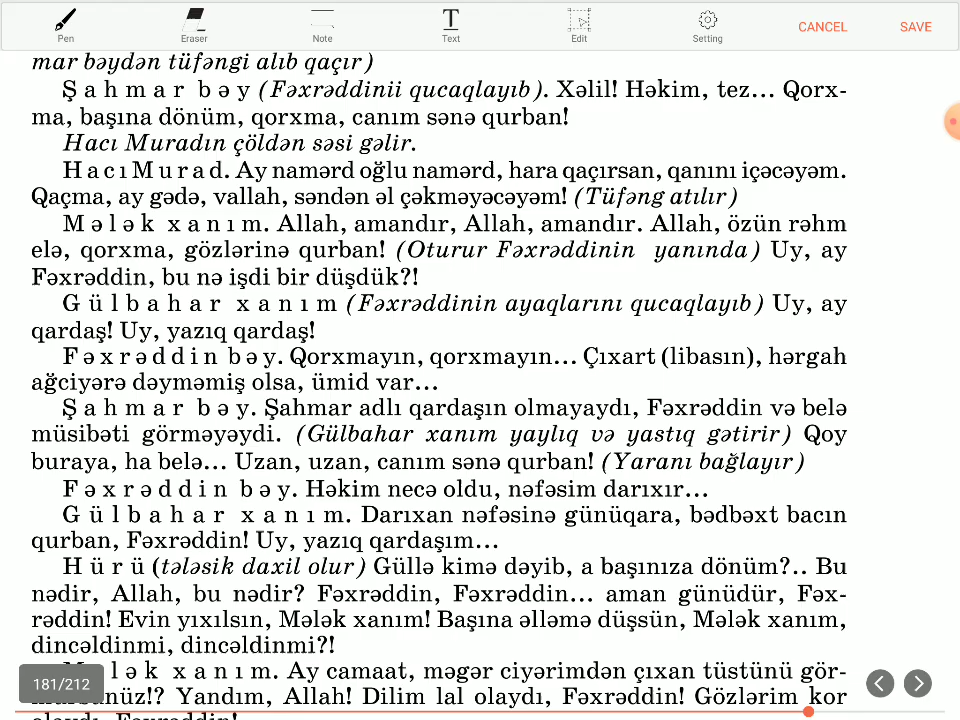 Pen Eraser Note Text Edit Setting CANCEL SAVE
mar bəydən tüfəngi alıb qaçır)
Ş a h m a r b ə y (Fəxrəddinii qucaqlayıb). Xəlil! Həkim, tez... Qorx-
ma, başına dönüm, qorxma, canım sənə qurban!
Hacı Muradın çöldən səsi gəlir.
H a c ı M u r a d. Ay namərd oğlu namərd, hara qaçırsan, qanını içəcəyəm.
Qaçma, ay gədə, vallah, səndən əl çəkməyəcəyəm! (Tüfəng atılır)
M ə l ə k x a n ı m. Allah, amandır, Allah, amandır. Allah, özün rəhm
elə, qorxma, gözlərinə qurban! (Oturur Fəxrəddinin yanında) Uy, ay
Fəxrəddin, bu nə işdi bir düşdük?!
G ü l b a h a r x a n ı m (Fəxrəddinin ayaqlarını qucaqlayıb) Uy, ay
qardaş! Uy, yazıq qardaş!
F ə x r ə d d i n b ə y. Qorxmayın, qorxmayın... Çıxart (libasın), hərgah
ağciyərə dəyməmiş olsa, ümid var...
Ş a h m a r b ə y. Şahmar adlı qardaşın olmayaydı, Fəxrəddin və belə
müsibəti görməyəydi. (Gülbahar xanım yaylıq və yastıq gətirir) Qoy
buraya, ha belə... Uzan, uzan, canım sənə qurban! (Yaranı bağlayır)
F ə x r ə d d i n b ə y. Həkim necə oldu, nəfəsim darıxır...
G ü l b a h a r x a n ı m. Darıxan nəfəsinə günüqara, bədbəxt bacın
qurban, Fəxrəddin! Uy, yazıq qardaşım...
H ü r ü (tələsik daxil olur) Güllə kimə dəyib, a başınıza dönüm?.. Bu
nədir, Allah, bu nədir? Fəxrəddin, Fəxrəddin... aman günüdür, Fəx-
rəddin! Evin yıxılsın, Mələk xanım! Başına əlləmə düşsün, Mələk xanım,
dincəldinmi, dincəldinmi?!
l ə k x a n ı m. Ay camaat, məgər ciyərimdən çıxan tüstünü gör-
181/212
Yandım, Allah! Dilim lal olaydı, Fəxrəddin! Gözlərim kor